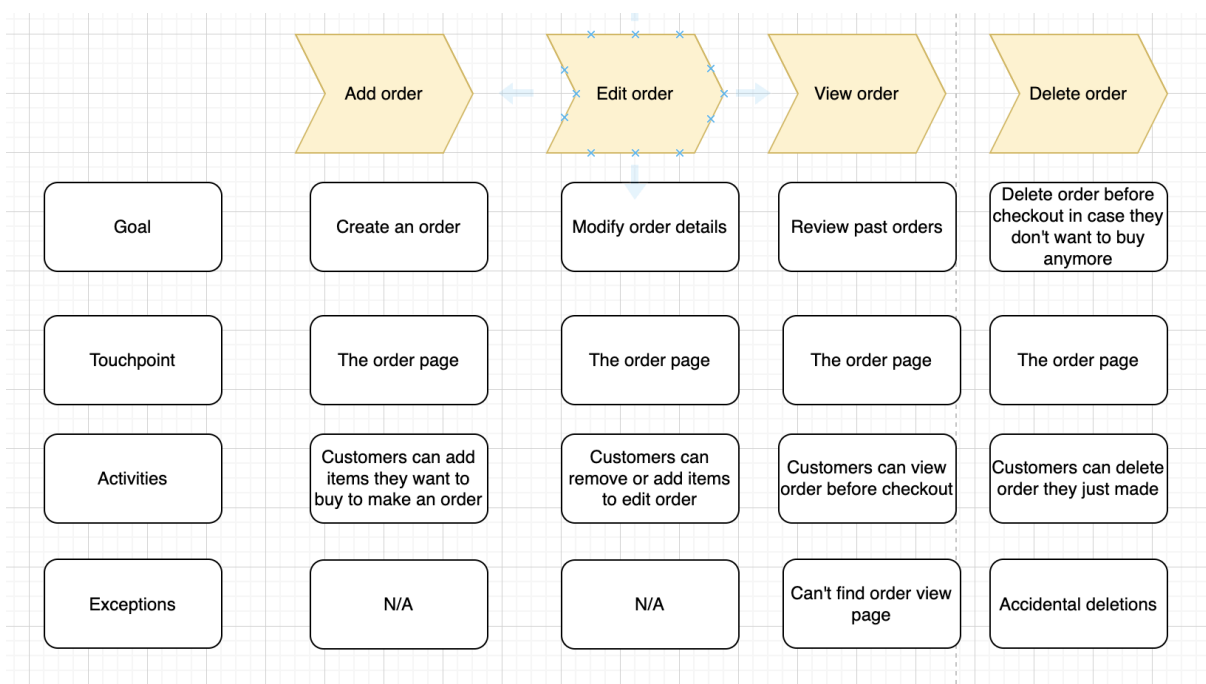 Add order
Edit order
View order
Delete order
Goal
Create an order
Modify order details
Review past orders
Delete order before
checkout in case they
don't want to buy
anymore
Touchpoint
The order page
The order page
The order page
The order page
Activities
Customers can add
items they want to
buy to make an order
Customers can
remove or add items
to edit order
Customers can view
order before checkout
Customers can delete
order they just made
Exceptions
N/A
N/A
Can't find order view
page
Accidental deletions